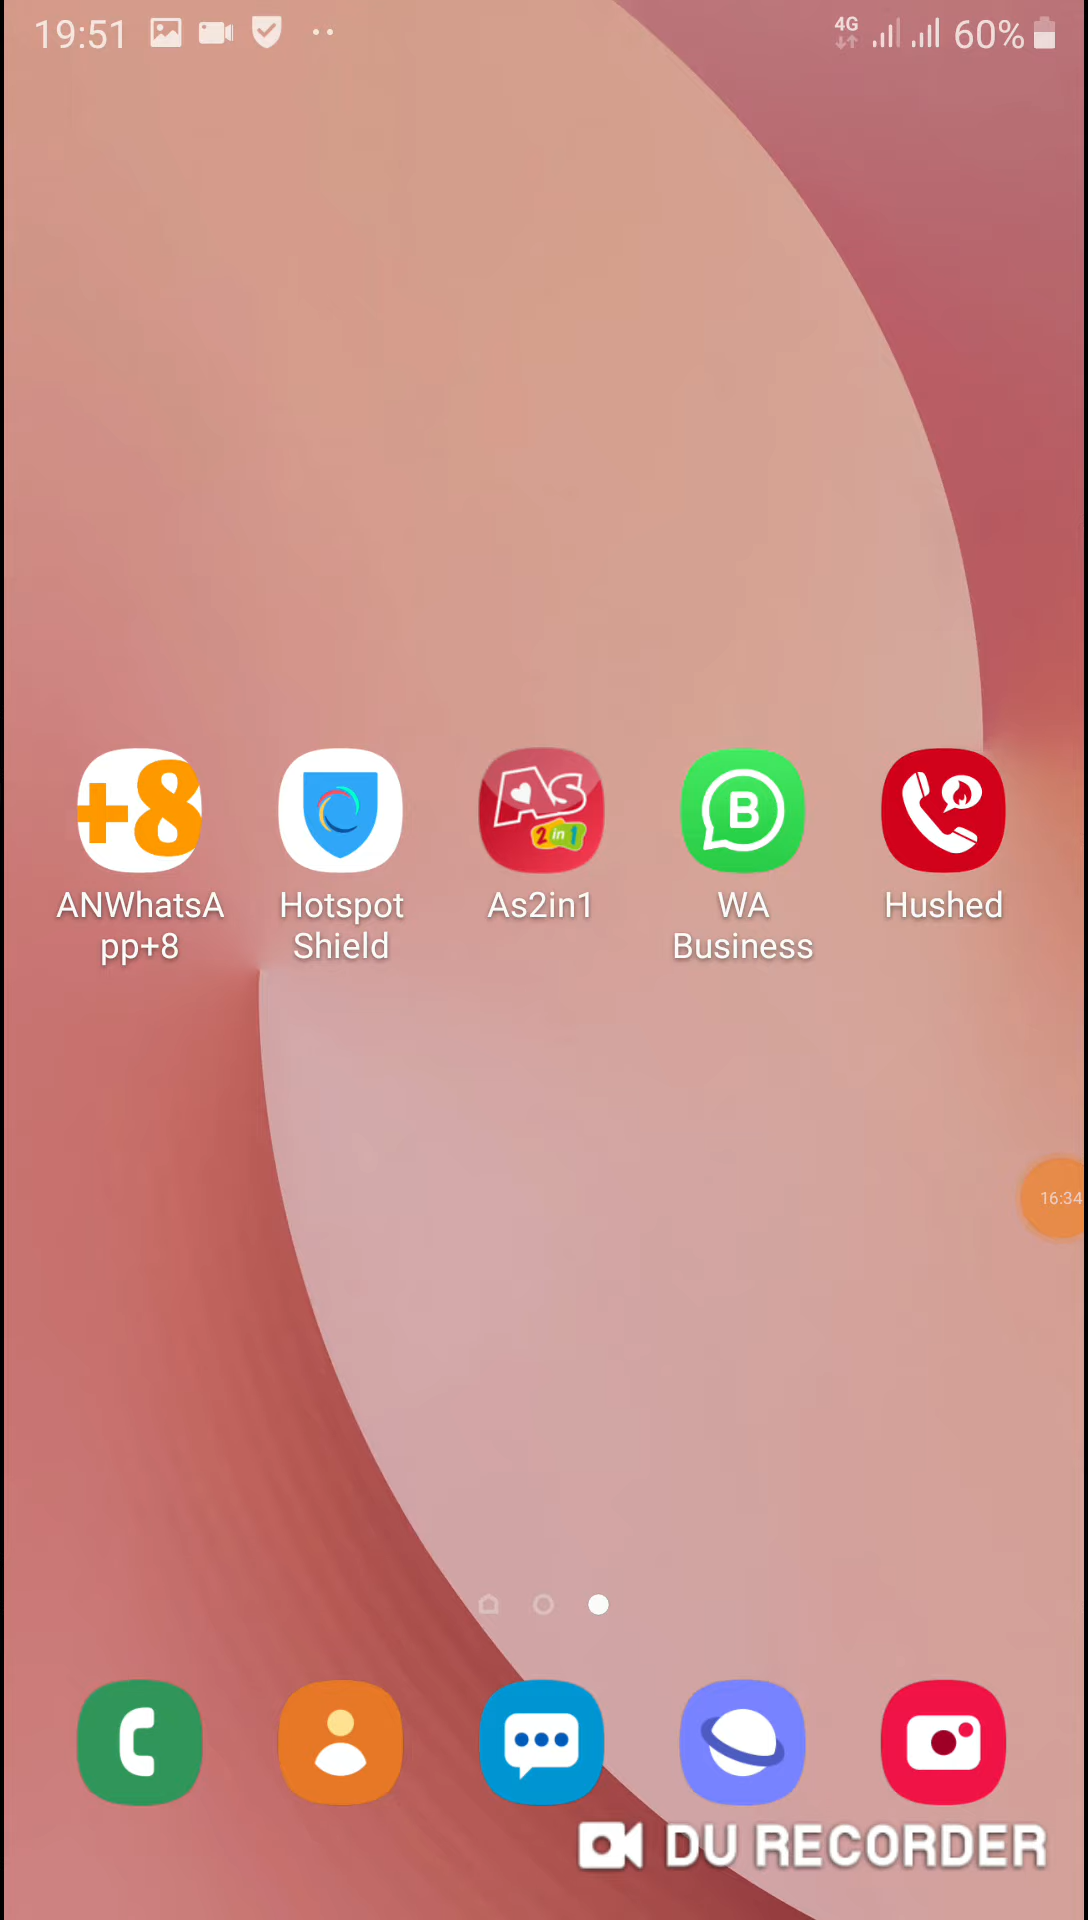 19:51
4G
60%
+8
As
2 in 1
B
ANWhatsA
pp+8
Hotspot
Shield
As2in1
WA
Business
Hushed
16:34
DU RECORDER